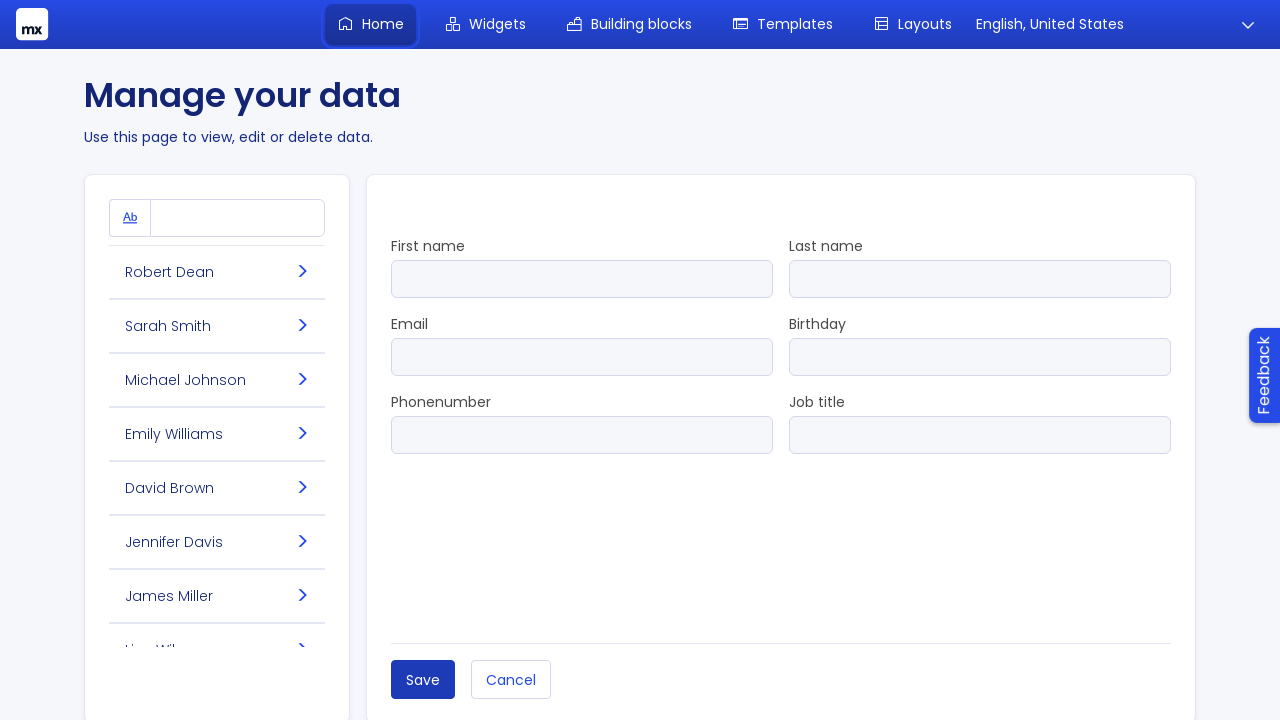 mx
Home
Widgets
Building blocks
Templates
Layouts
English, United States
Manage your data
Use this page to view, edit or delete data.
Ab
Robert Dean
Sarah Smith
Michael Johnson
Emily Williams
David Brown
Jennifer Davis
James Miller
First name
Last name
Email
Birthday
Phonenumber
Job title
Save
Cancel
Feedback